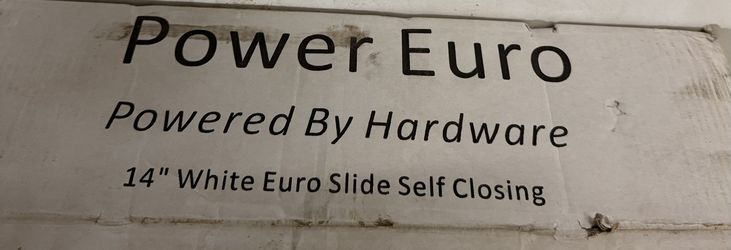 Power Euro
Powered By Hardware
14" White Euro Slide Self Closing